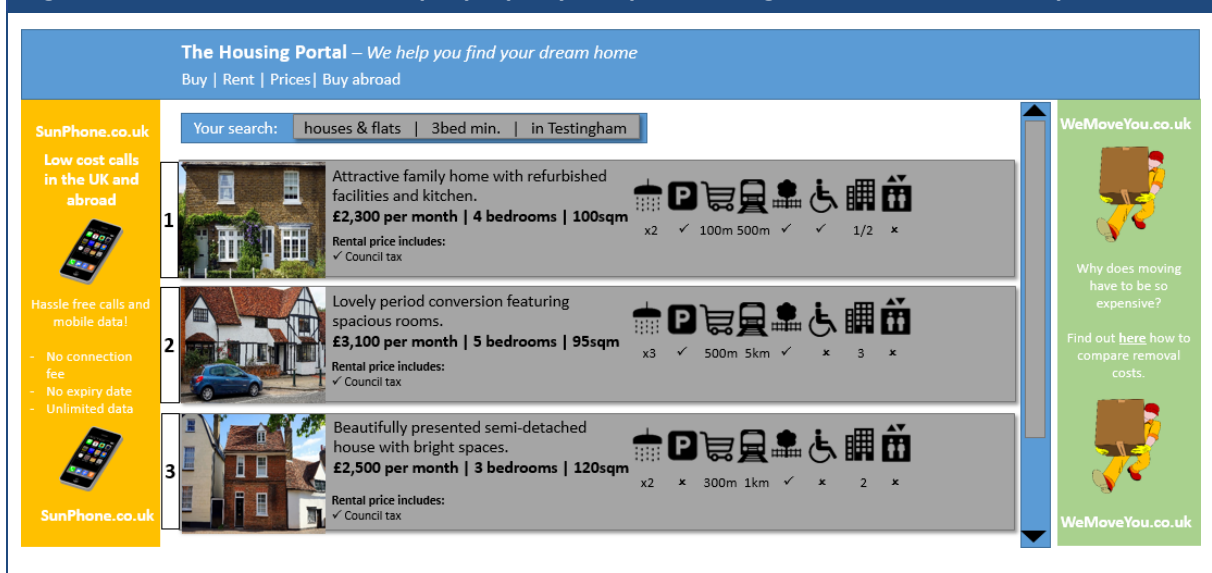 The Housing Portal – We help you find your dream home
Buy | Rent | Prices| Buy abroad
SunPhone.co.uk
Low cost calls
in the UK and
abroad
Hassle free calls and
mobile data!
- No connection
fee
- No expiry date
- Unlimited data
SunPhone.co.uk
Your search: houses & flats | 3bed min. | in Testingham
1
Attractive family home with refurbished
facilities and kitchen.
£2,300 per month | 4 bedrooms | 100sqm
Rental price includes:
✓ Council tax
P
x2 ✓ 100m 500m ✓ ✓ 1/2 x
2
Lovely period conversion featuring
spacious rooms.
£3,100 per month | 5 bedrooms | 95sqm
Rental price includes:
✓ Council tax
P
x3 ✓ 500m 5km ✓ x 3 x
3
Beautifully presented semi-detached
house with bright spaces.
£2,500 per month | 3 bedrooms | 120sqm
Rental price includes:
✓ Council tax
P
x2 x 300m 1km ✓ x 2 x
WeMoveYou.co.uk
Why does moving
have to be so
expensive?
Find out here how to
compare removal
costs.
WeMoveYou.co.uk